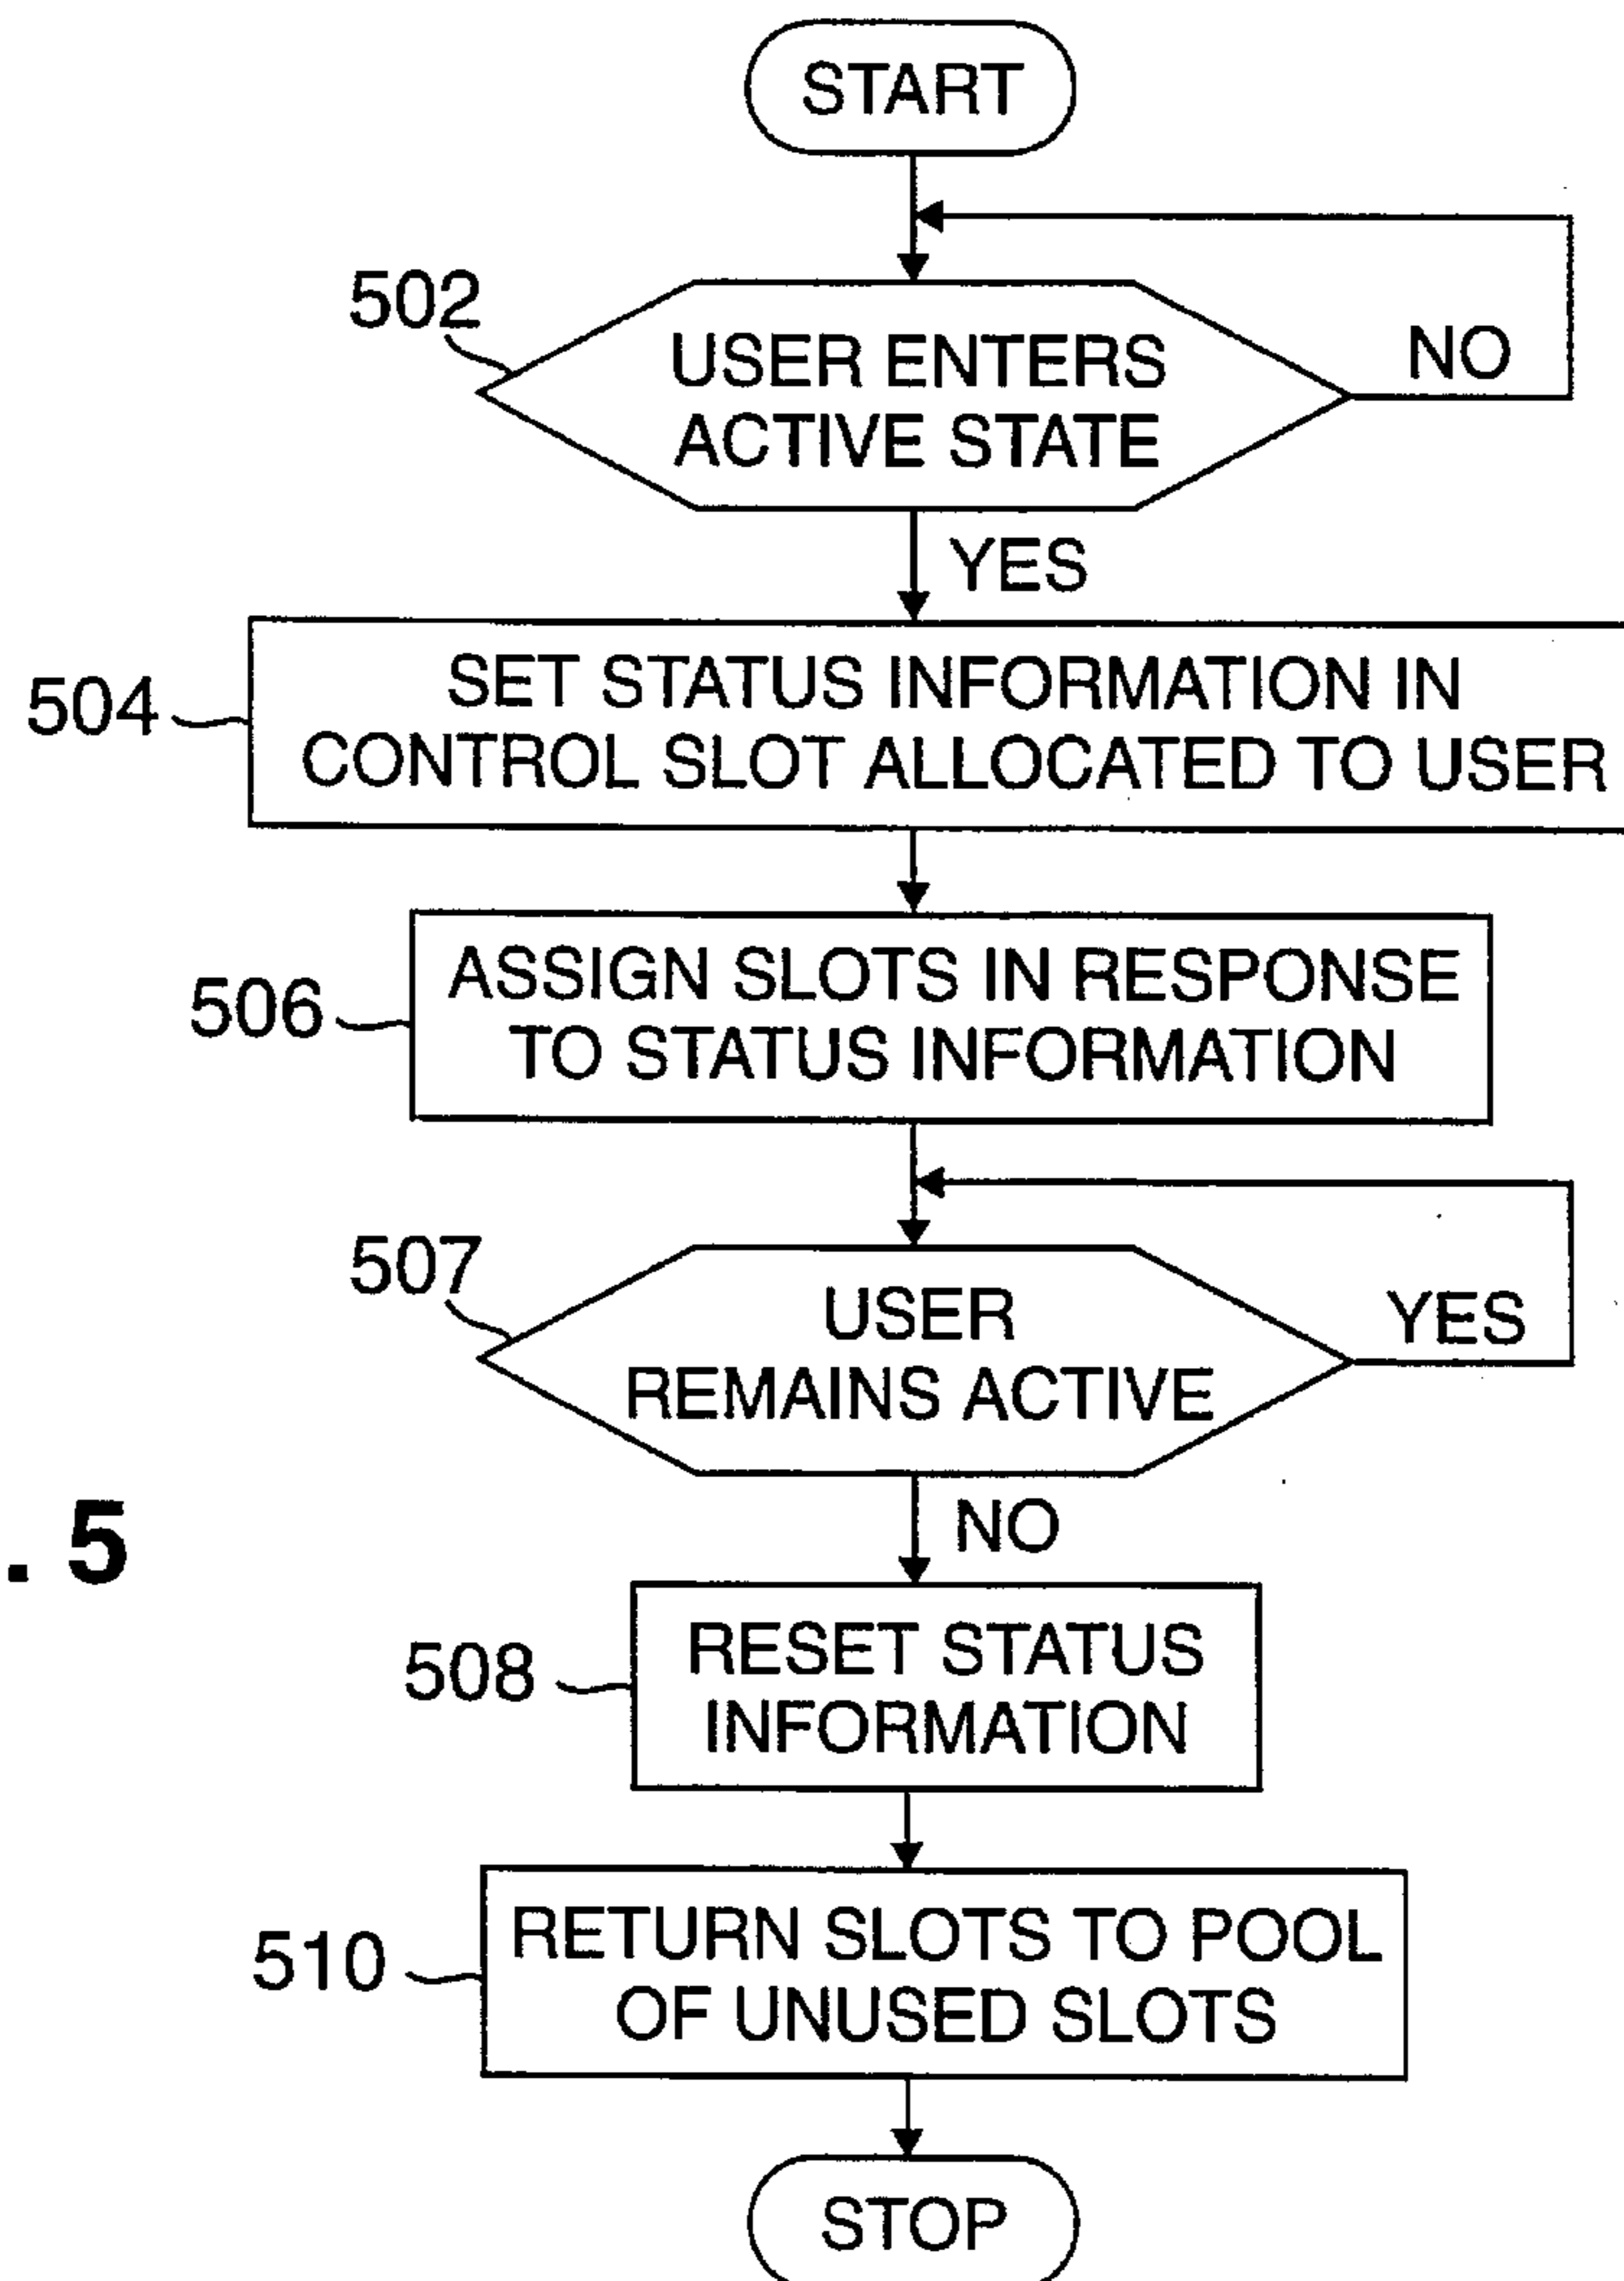 START
502
USER ENTERS
ACTIVE STATE
NO
YES
504
SET STATUS INFORMATION IN
CONTROL SLOT ALLOCATED TO USER
506
ASSIGN SLOTS IN RESPONSE
TO STATUS INFORMATION
507
USER
REMAINS ACTIVE
YES
NO
. 5
508
RESET STATUS
INFORMATION
510
RETURN SLOTS TO POOL
OF UNUSED SLOTS
STOP